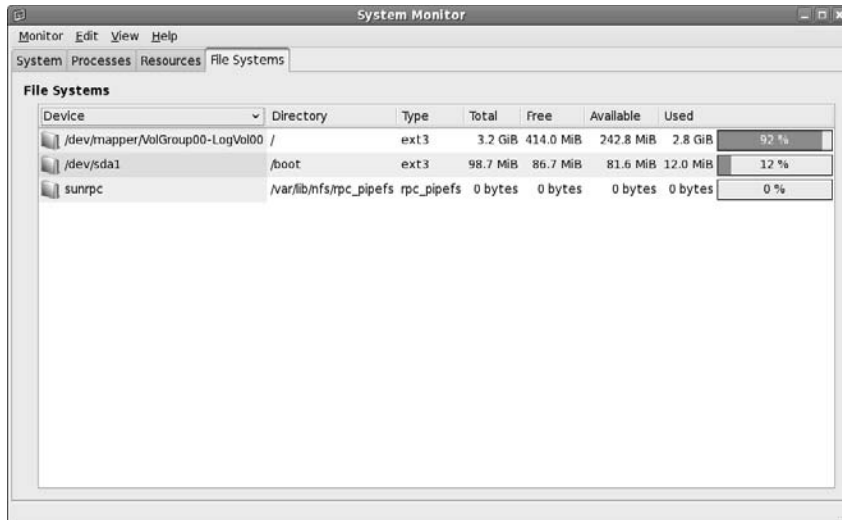 System Monitor
Monitor Edit View Help
System Processes Resources File Systems
File Systems
Device Directory Type Total Free Available Used
/dev/mapper/VolGroup00-LogVol00 / ext3 3.2 GiB 414.0 MiB 242.8 MiB 2.8 GiB 92 %
/dev/sda1 /boot ext3 98.7 MiB 86.7 MiB 81.6 MiB 12.0 MiB 12 %
sunrpc /var/lib/nfs/rpc_pipefs rpc_pipefs 0 bytes 0 bytes 0 bytes 0 bytes 0 %